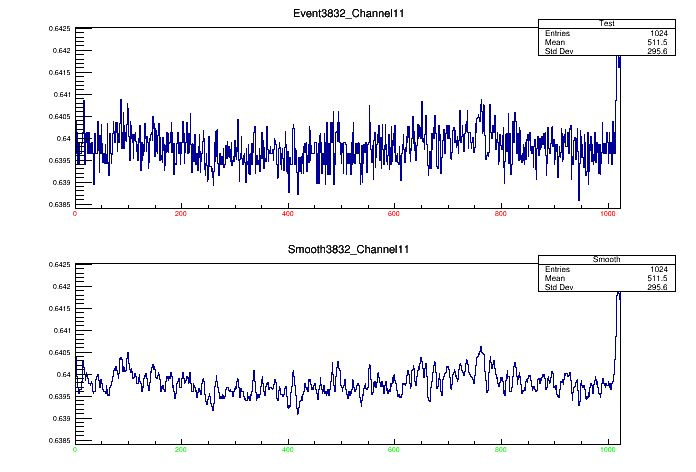 Event3832_Channel11
Test
Entries 1024
Mean 511.5
Std Dev 295.6
0.6425
0.642
0.6415
0.641
0.6405
0.64
0.6395
0.639
0.6385
0 200 400 600 800 1000
Smooth3832_Channel11
Smooth
Entries 1024
Mean 511.5
Std Dev 295.6
0.6425
0.642
0.6415
0.641
0.6405
0.64
0.6395
0.639
0.6385
0 200 400 600 800 1000